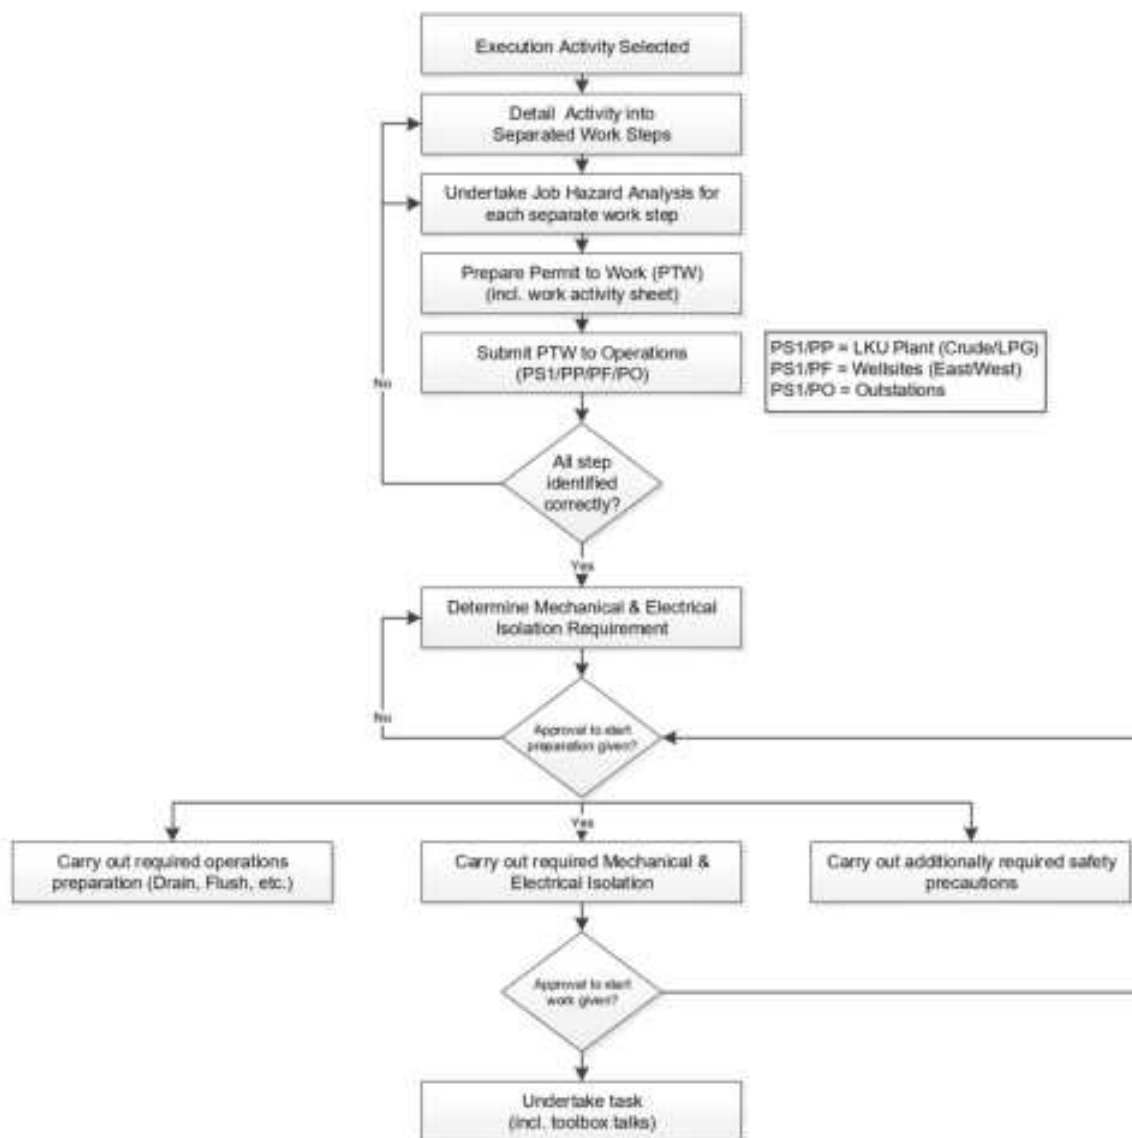 Execution Activity Selected
Detail Activity into
Separated Work Steps
Undertake Job Hazard Analysis for
each separate work step
Prepare Permit to Work (PTW)
(incl. work activity sheet)
Submit PTW to Operations
(PS1/PP/PF/PO)
PS1/PP = LKU Plant (Crude/LPG)
PS1/PF = Wellsites (East/West)
PS1/PO = Outstations
No
All step
identified
correctly?
Yes
Determine Mechanical & Electrical
Isolation Requirement
No
Approval to start
preparation given?
Yes
Carry out required operations
preparation (Drain, Flush, etc.)
Carry out required Mechanical &
Electrical Isolation
Carry out additionally required safety
precautions
Approval to start
work given?
Undertake task
(incl. toolbox talks)